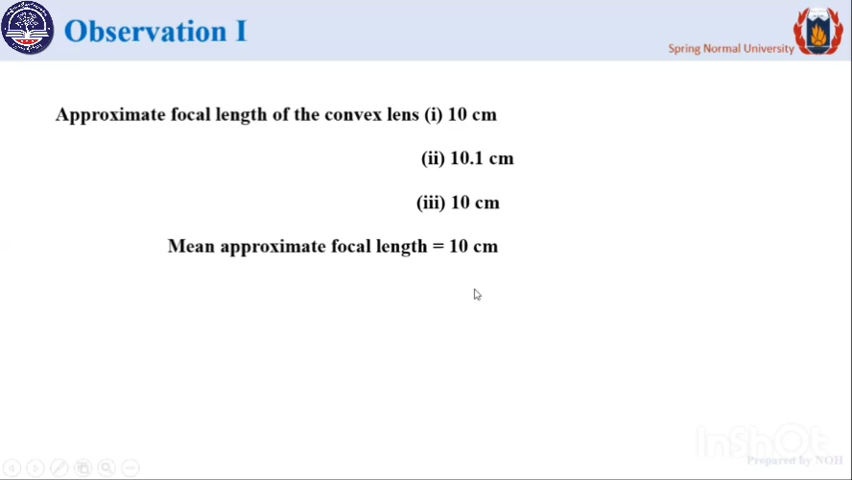 Observation I
Spring Normal University
Approximate focal length of the convex lens (i) 10 cm
(ii) 10.1 cm
(iii) 10 cm
Mean approximate focal length = 10 cm
InShOt
Prepared by NOH